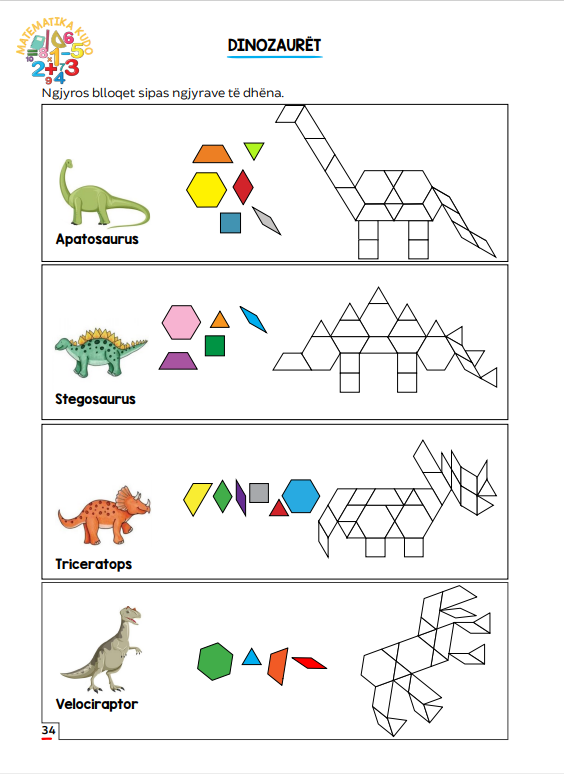 MATEMATIKA KUDO
DINOZAURËT
Ngjyros blloqet sipas ngjyrave të dhëna.
Apatosaurus
Stegosaurus
Triceratops
Velociraptor
34